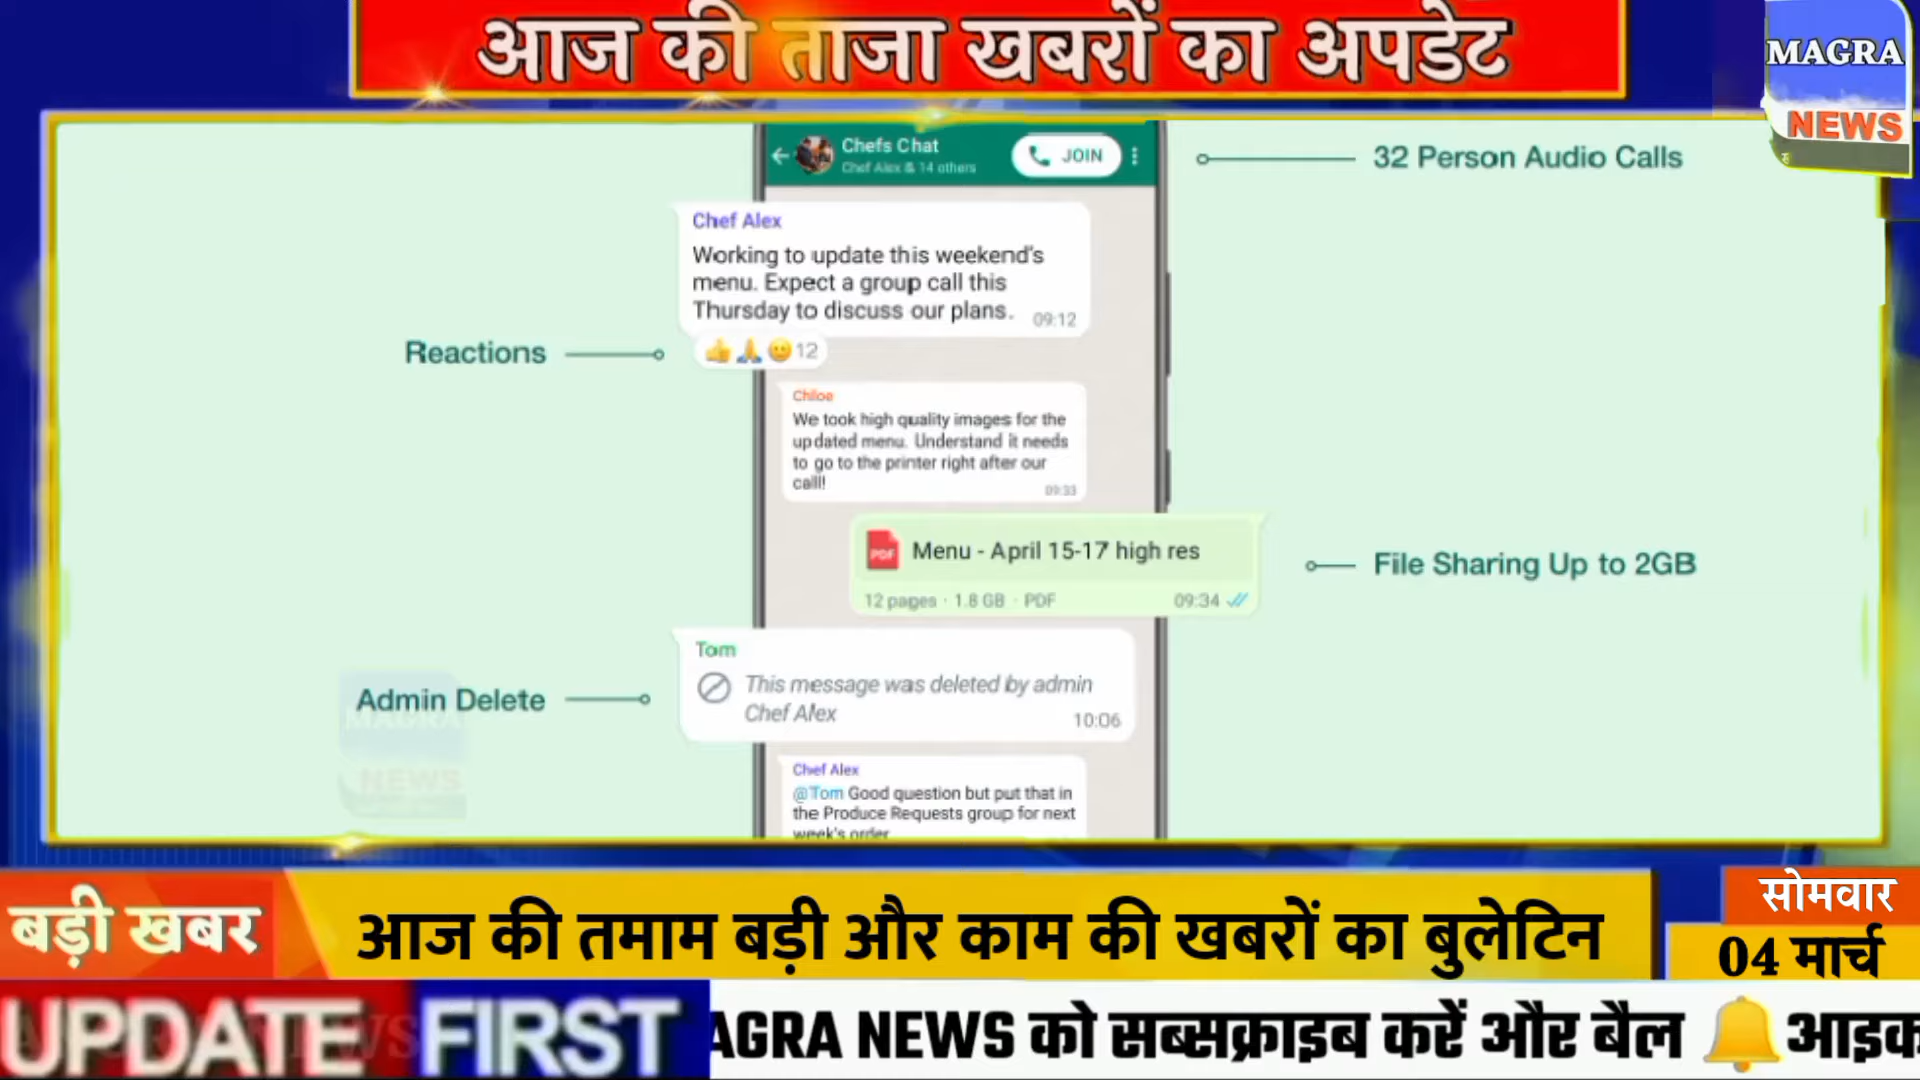 आज की ताजा खबरों का अपडेट
MAGRA
NEWS
Chefs Chat
Chef Alex & 14 others
JOIN
32 Person Audio Calls
Chef Alex
Working to update this weekend's
menu. Expect a group call this
Thursday to discuss our plans.
09:12
Reactions
12
Chloe
We took high quality images for the
updated menu. Understand it needs
to go to the printer right after our
call!
09:33
PDF
Menu - April 15-17 high res
12 pages · 1.8 GB · PDF
09:34
File Sharing Up to 2GB
Tom
This message was deleted by admin
Chef Alex
10:06
Admin Delete
MAGRA
NEWS
Chef Alex
@Tom Good question but put that in
the Produce Requests group for next
week's order
बड़ी खबर
आज की तमाम बड़ी और काम की खबरों का बुलेटिन
सोमवार
04 मार्च
UPDATE FIRST
AGRA NEWS को सब्सक्राइब करें और बैल 🔔 आइक